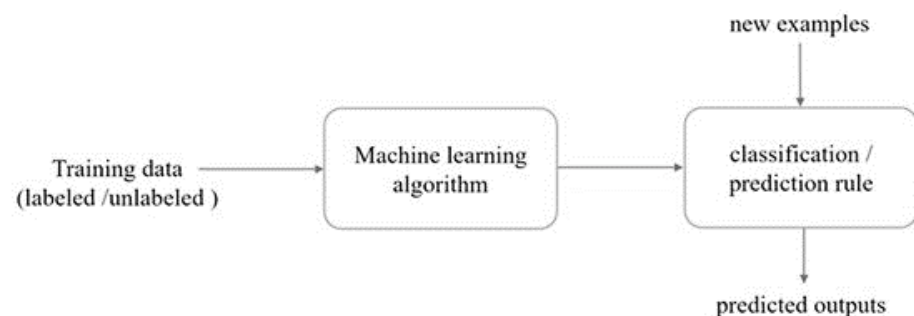 new examples
Training data
(labeled /unlabeled )
Machine learning
algorithm
classification /
prediction rule
predicted outputs